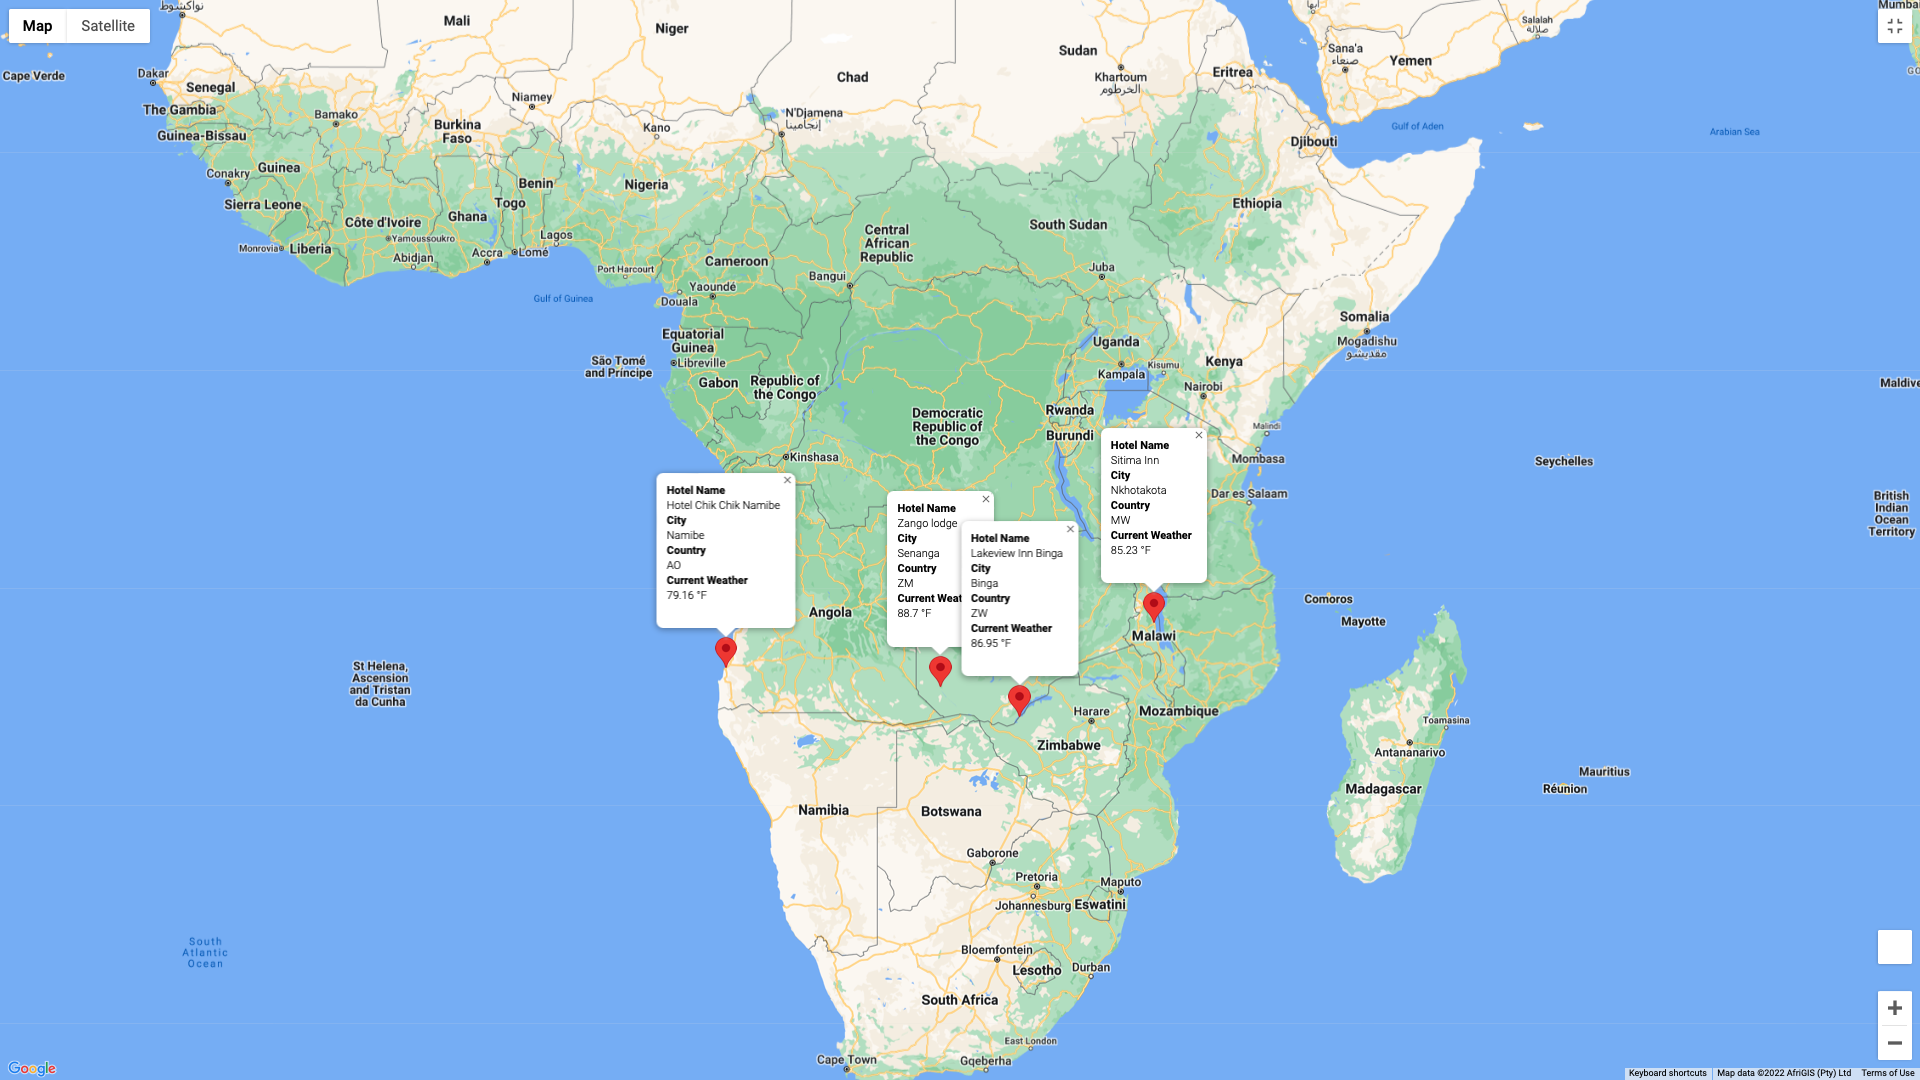 Map
Satellite
نواكشوط
Mali
Niger
Chad
Sudan
Khartoum
الخرطوم
Eritrea
Sana'a
صنعاء
Yemen
Salalah
صلالة
Mumba
Cape Verde
Dakar
Senegal
The Gambia
Guinea-Bissau
Bamako
Burkina
Faso
Niamey
Kano
N'Djamena
إنجامينا
Djibouti
Gulf of Aden
Arabian Sea
Guinea
Conakry
Sierra Leone
Monrovia
Liberia
Côte d'Ivoire
Yamoussoukro
Abidjan
Ghana
Accra
Togo
Benin
Lomé
Lagos
Nigeria
Port Harcourt
Gulf of Guinea
Cameroon
Yaoundé
Douala
Central
African
Republic
Bangui
South Sudan
Juba
Ethiopia
Equatorial
Guinea
Libreville
São Tomé
and Príncipe
Gabon
Republic of
the Congo
Democratic
Republic of
the Congo
Kinshasa
Uganda
Kampala
Kisumu
Kenya
Nairobi
Somalia
Mogadishu
مقديشو
Rwanda
Burundi
Malindi
Mombasa
Dar es Salaam
Maldive
Seychelles
British
Indian
Ocean
Territory
Hotel Name
Hotel Chik Chik Namibe
City
Namibe
Country
AO
Current Weather
79.16 °F
Hotel Name
Zango lodge
City
Senanga
Country
ZM
Current Weat
88.7 °F
Hotel Name
Lakeview Inn Binga
City
Binga
Country
ZW
Current Weather
86.95 °F
Hotel Name
Sitima Inn
City
Nkhotakota
Country
MW
Current Weather
85.23 °F
Angola
Malawi
Comoros
Mayotte
St Helena,
Ascension
and Tristan
da Cunha
Harare
Mozambique
Zimbabwe
Toamasina
Antananarivo
Madagascar
Mauritius
Réunion
Namibia
Botswana
Gaborone
Pretoria
Johannesburg
Maputo
Eswatini
Bloemfontein
Lesotho
Durban
South Africa
East London
Gqeberha
Cape Town
South
Atlantic
Ocean
Google
Keyboard shortcuts
Map data ©2022 AfriGIS (Pty) Ltd
Terms of Use